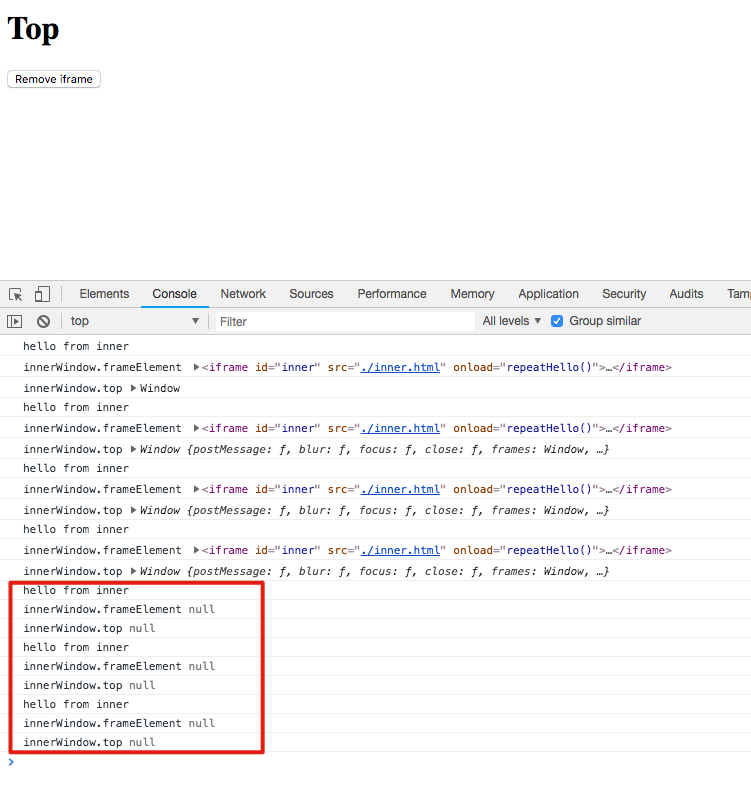 Top
Remove iframe
Elements Console Network Sources Performance Memory Application Security Audits Tamp
top ▼ Filter All levels ▼ Group similar
hello from inner
innerWindow.frameElement ▶<iframe id="inner" src="./inner.html" onload="repeatHello()">…</iframe>
innerWindow.top ▶Window
hello from inner
innerWindow.frameElement ▶<iframe id="inner" src="./inner.html" onload="repeatHello()">…</iframe>
innerWindow.top ▶Window {postMessage: ƒ, blur: ƒ, focus: ƒ, close: ƒ, frames: Window, …}
hello from inner
innerWindow.frameElement ▶<iframe id="inner" src="./inner.html" onload="repeatHello()">…</iframe>
innerWindow.top ▶Window {postMessage: ƒ, blur: ƒ, focus: ƒ, close: ƒ, frames: Window, …}
hello from inner
innerWindow.frameElement ▶<iframe id="inner" src="./inner.html" onload="repeatHello()">…</iframe>
innerWindow.top ▶Window {postMessage: ƒ, blur: ƒ, focus: ƒ, close: ƒ, frames: Window, …}
hello from inner
innerWindow.frameElement null
innerWindow.top null
hello from inner
innerWindow.frameElement null
innerWindow.top null
hello from inner
innerWindow.frameElement null
innerWindow.top null